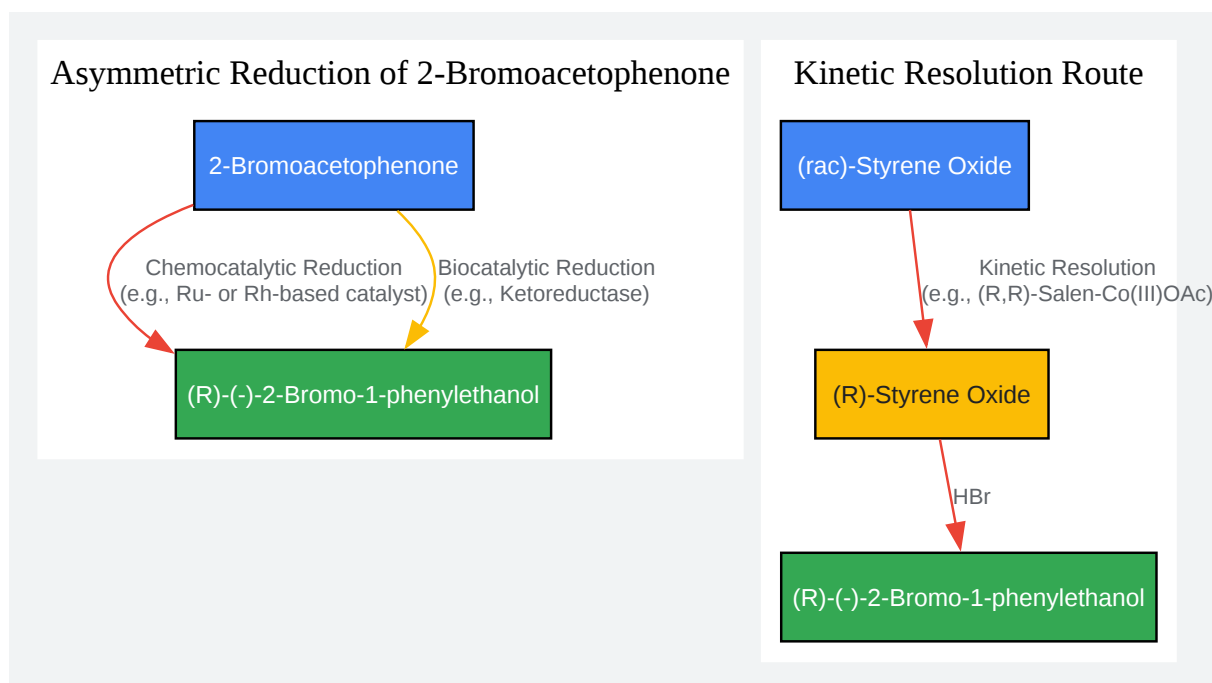 Asymmetric Reduction of 2-Bromoacetophenone
2-Bromoacetophenone
Chemocatalytic Reduction
(e.g., Ru- or Rh-based catalyst)
Biocatalytic Reduction
(e.g., Ketoreductase)
(R)-(-)-2-Bromo-1-phenylethanol
Kinetic Resolution Route
(rac)-Styrene Oxide
Kinetic Resolution
(e.g., (R,R)-Salen-Co(III)OAc)
(R)-Styrene Oxide
HBr
(R)-(-)-2-Bromo-1-phenylethanol